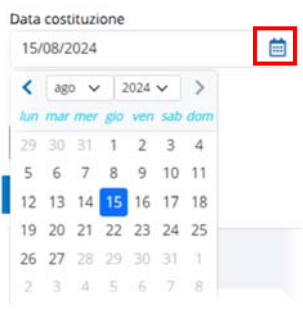 Data costituzione
15/08/2024
ago 2024
lun mar mer gio ven sab dom
29 30 31 1 2 3 4
5 6 7 8 9 10 11
12 13 14 15 16 17 18
19 20 21 22 23 24 25
26 27 28 29 30 31 1
2 3 4 5 6 7 8